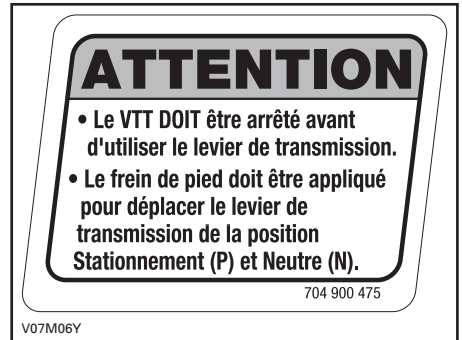 ATTENTION
• Le VTT DOIT être arrêté avant
d'utiliser le levier de transmission.
• Le frein de pied doit être appliqué
pour déplacer le levier de
transmission de la position
Stationnement (P) et Neutre (N).
704 900 475
V07M06Y